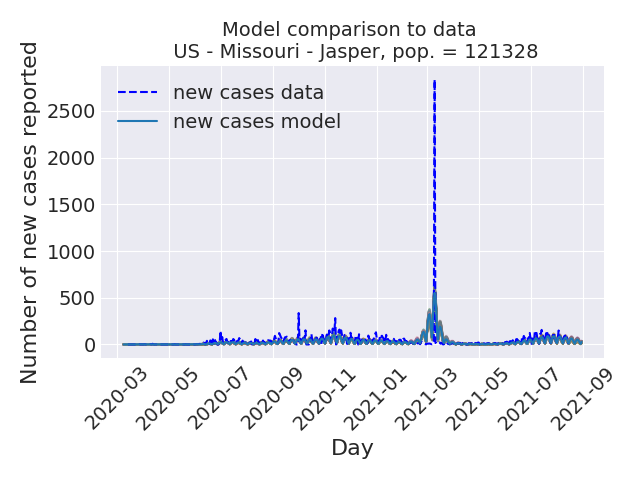 Model comparison to data
US - Missouri - Jasper, pop. = 121328
Number of new cases reported
new cases data
new cases model
2500
2000
1500
1000
500
0
2020-03
2020-05
2020-07
2020-09
2020-11
2021-01
2021-03
2021-05
2021-07
2021-09
Day